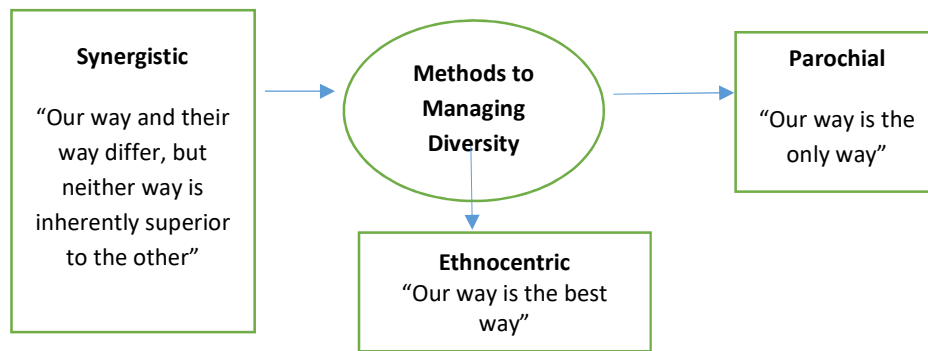 Synergistic
“Our way and their
way differ, but
neither way is
inherently superior
to the other”
Methods to
Managing
Diversity
Parochial
“Our way is the
only way”
Ethnocentric
“Our way is the best
way”